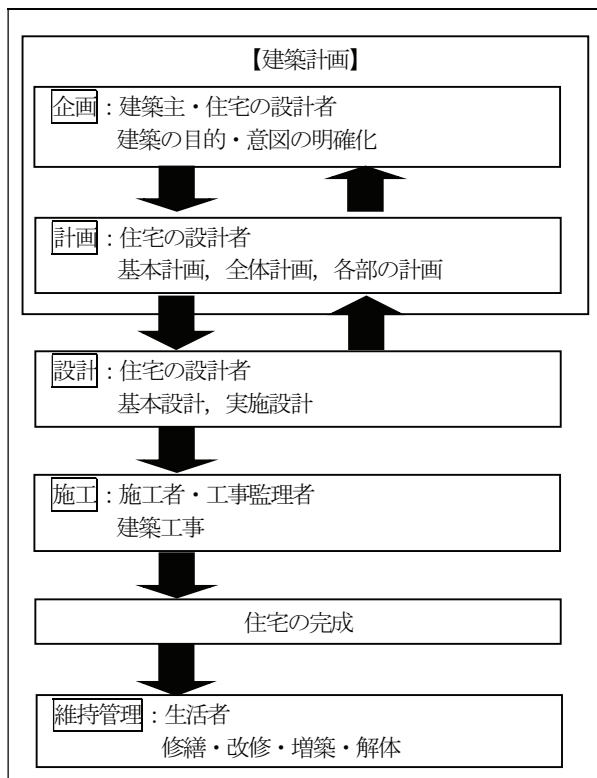 【建築計画】
企画：建築主・住宅の設計者
建築の目的・意図の明確化
計画：住宅の設計者
基本計画，全体計画，各部の計画
設計：住宅の設計者
基本設計，実施設計
施工：施工者・工事監理者
建築工事
住宅の完成
維持管理：生活者
修繕・改修・増築・解体